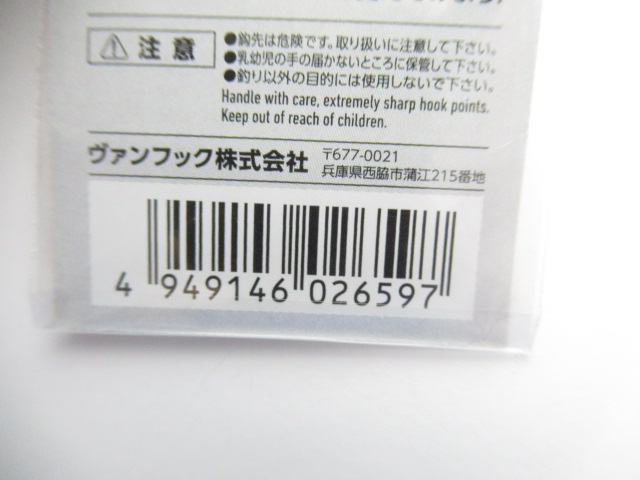 注意
●鈎先は危険です。取り扱いに注意して下さい。
●乳幼児の手の届かないところに保管して下さい。
●釣り以外の目的には使用しないで下さい。
Handle with care, extremely sharp hook points.
Keep out of reach of children.
ヴァンフック株式会社
〒677-0021
兵庫県西脇市蒲江215番地
4 949146 026597